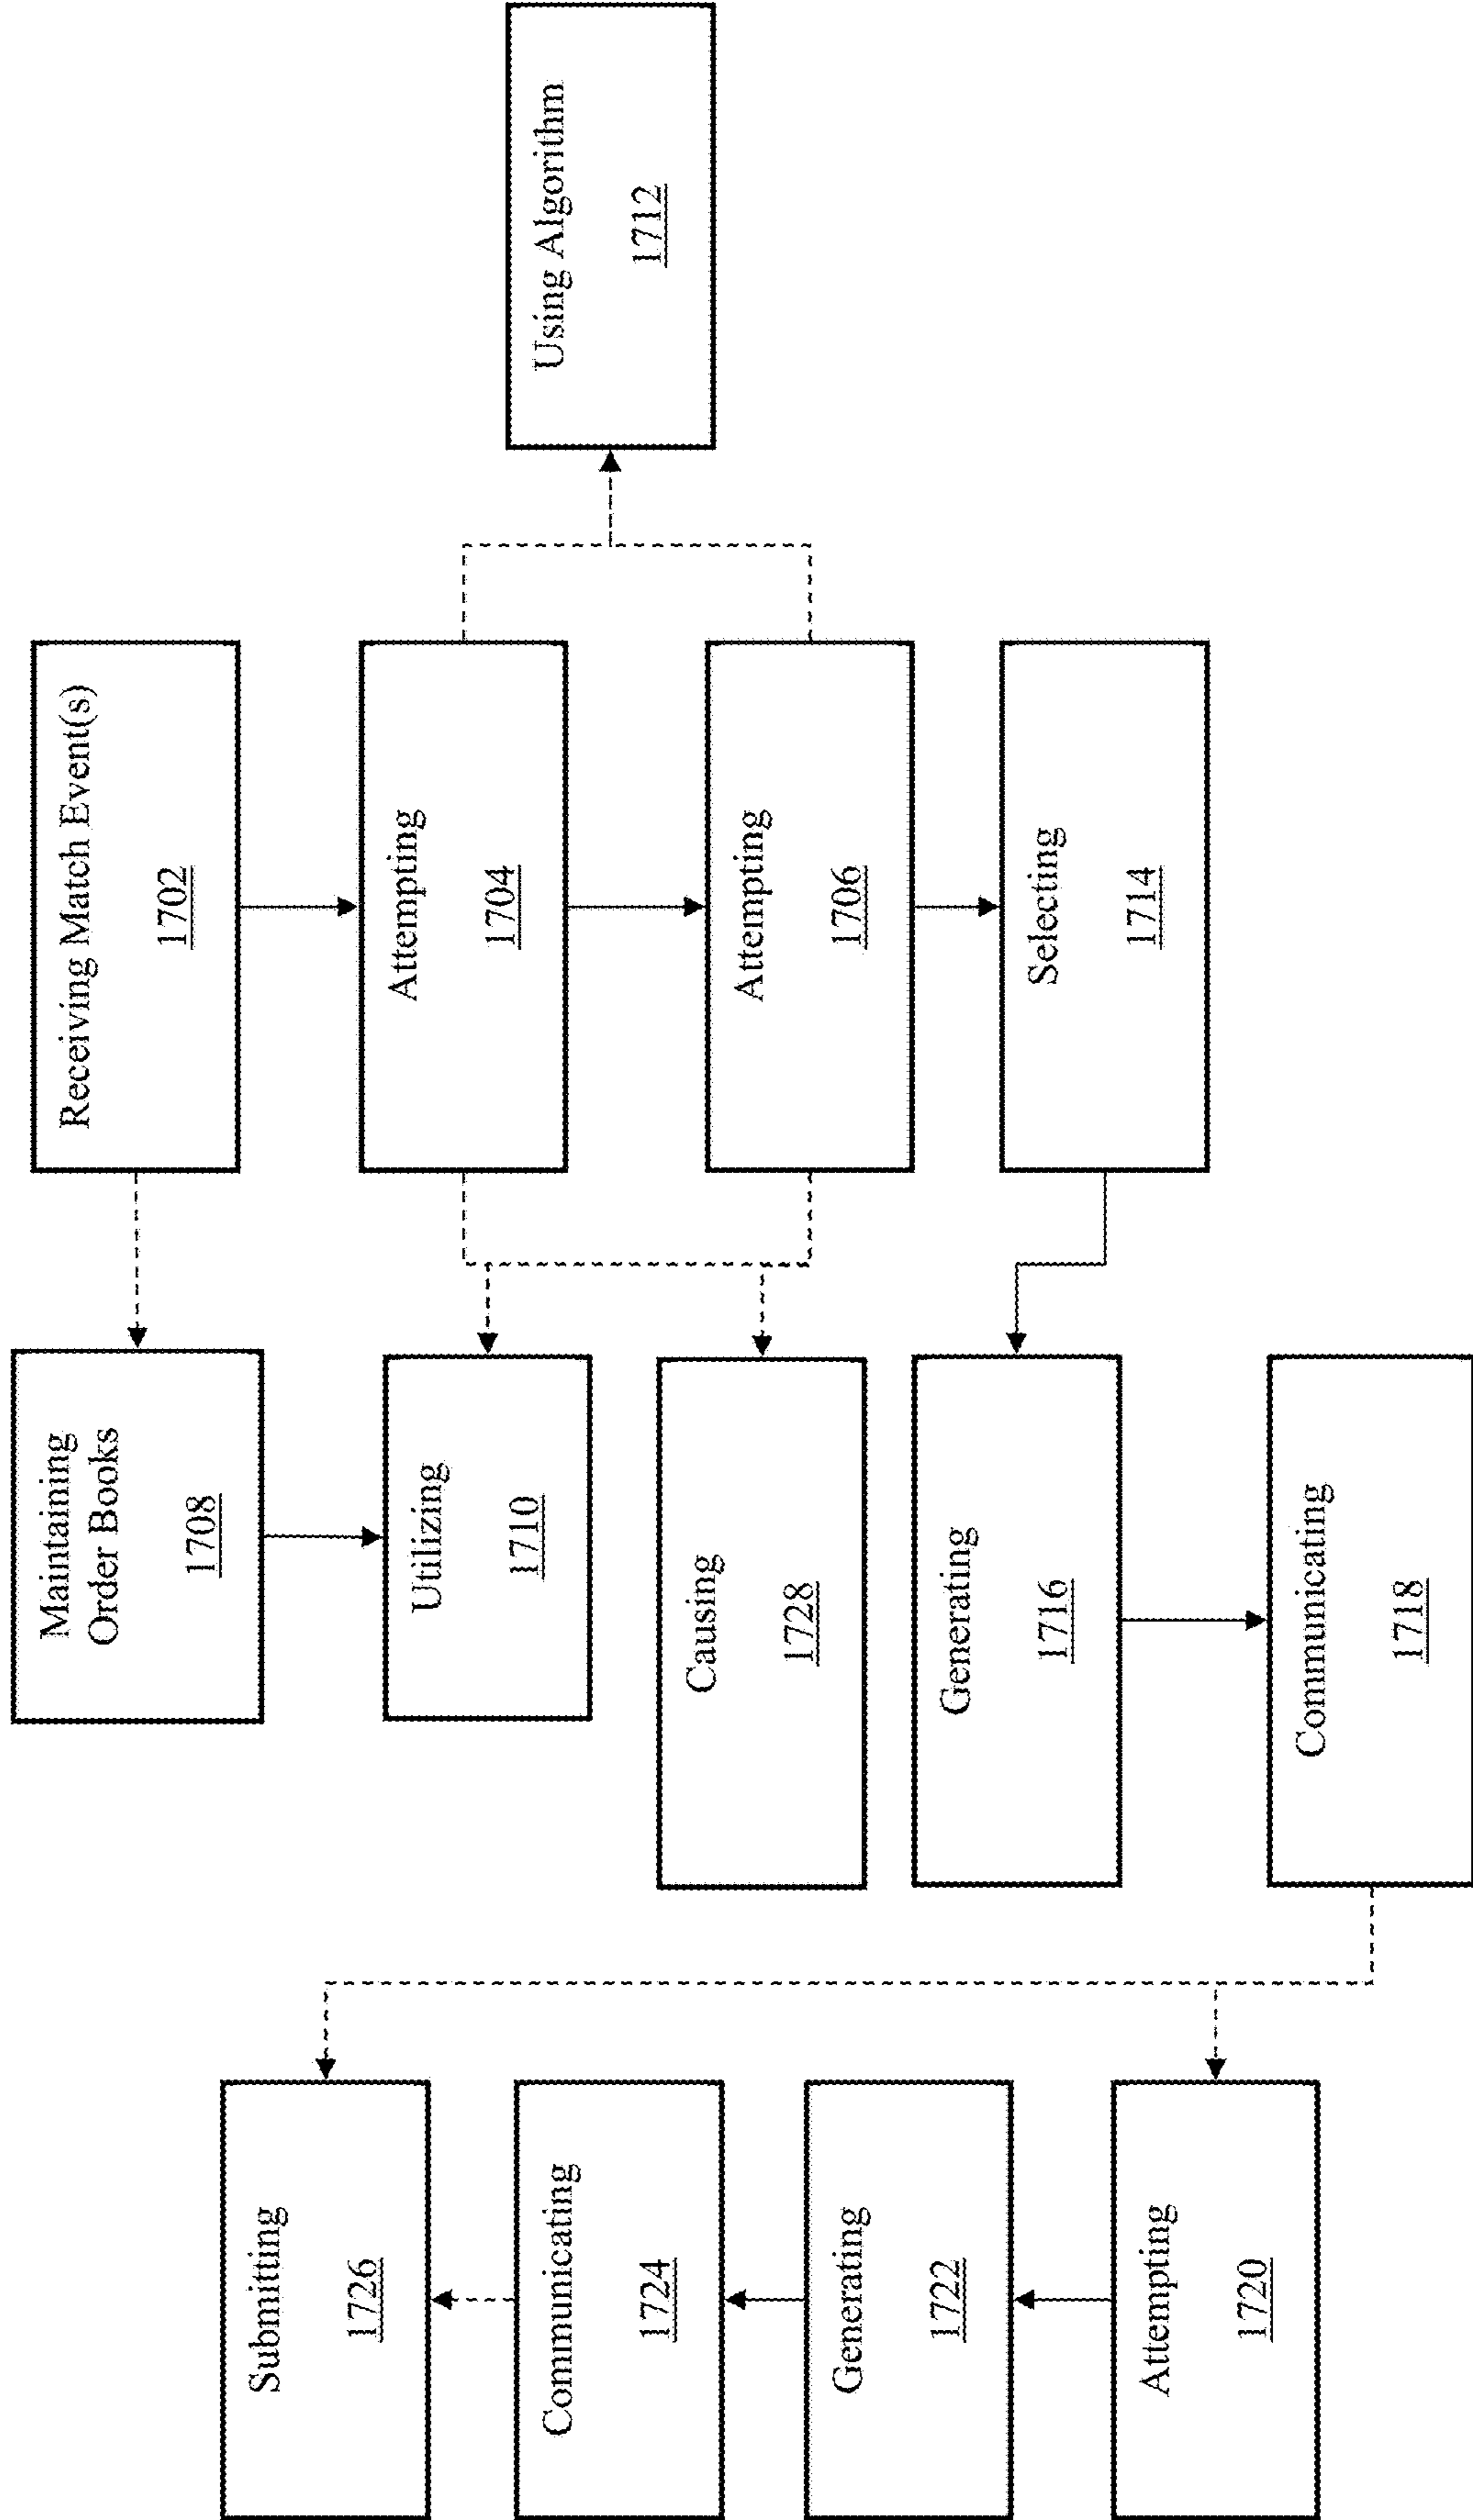 Receiving Match Event(s)
1702
Attempting
1704
Attempting
1706
Selecting
1714
Using Algorithm
1712
Maintaining
Order Books
1708
Utilizing
1710
Causing
1728
Generating
1716
Communicating
1718
Submitting
1726
Communicating
1724
Generating
1722
Attempting
1720